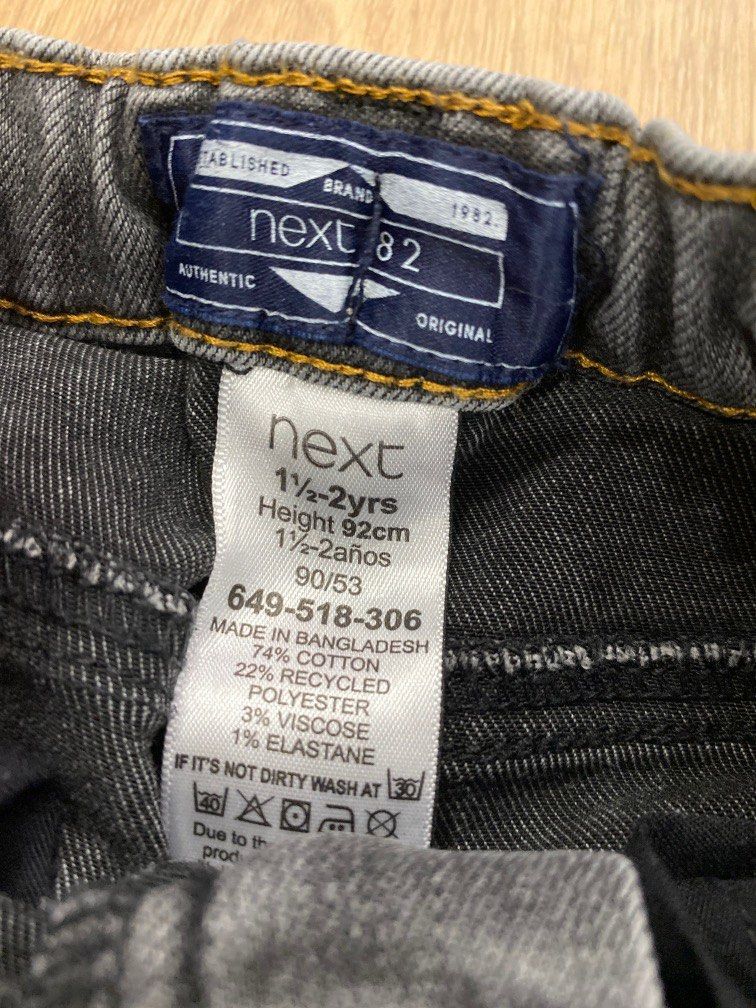 TABLISHED
BRAND
1982.
next 82
AUTHENTIC
ORIGINAL
next
1½-2yrs
Height 92cm
1½-2años
90/53
649-518-306
MADE IN BANGLADESH
74% COTTON
22% RECYCLED
POLYESTER
3% VISCOSE
1% ELASTANE
IF IT'S NOT DIRTY WASH AT 30
40
Due to th
prod